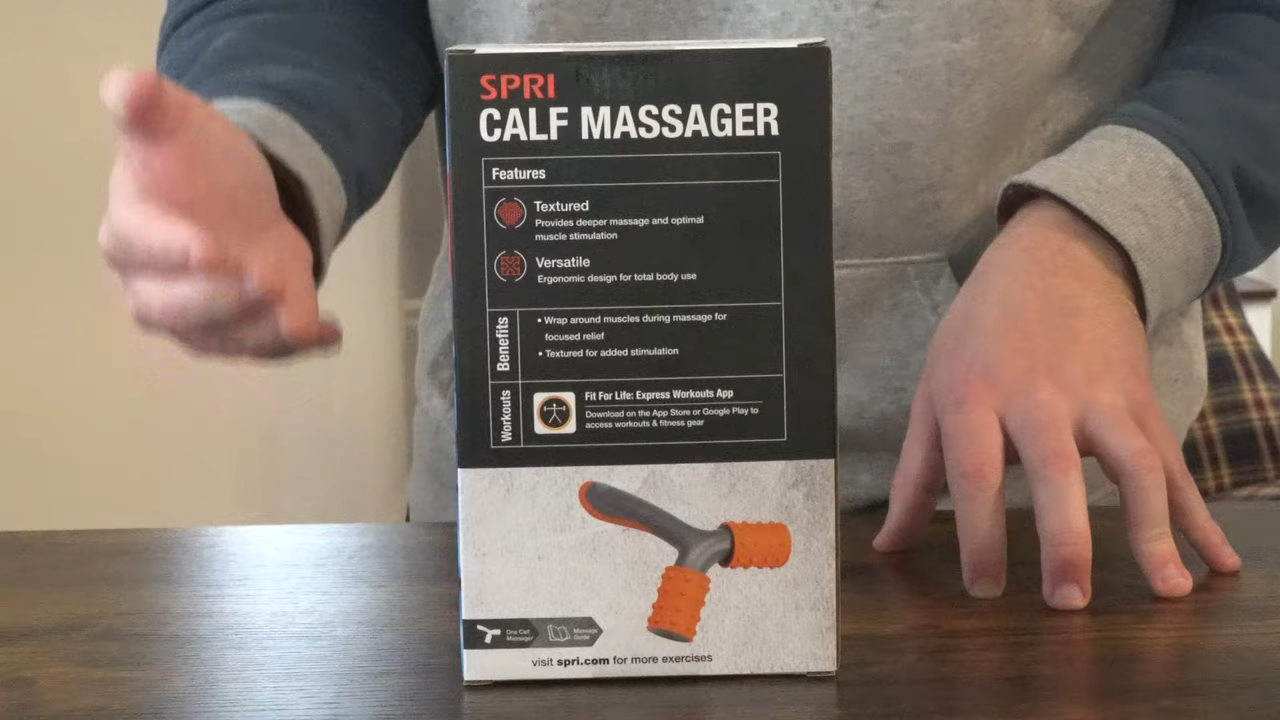 SPRI
CALF MASSAGER
Features
Textured
Provides deeper massage and optimal
muscle stimulation
Versatile
Ergonomic design for total body use
Benefits
• Wrap around muscles during massage for
focused relief
• Textured for added stimulation
Workouts
Fit For Life: Express Workouts App
Download on the App Store or Google Play to
access workouts & fitness gear
One Calf
Massager
Massage
Guide
visit spri.com for more exercises